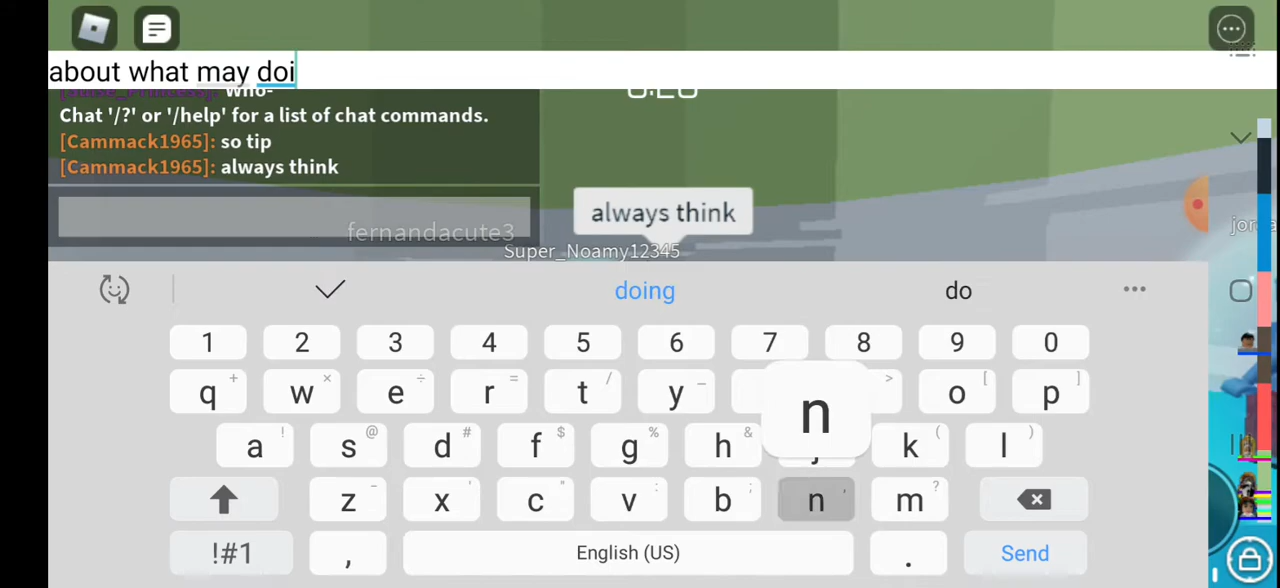 about what may doi
Who-
Chat '/?' or '/help' for a list of chat commands.
[Cammack1965]: so tip
[Cammack1965]: always think
always think
fernandacute3
Super_Noamy12345
doing do
1 2 3 4 5 6 7 8 9 0
q + w × e ÷ r = t / y _ > o [ p ]
a ! s @ d # f $ g % h & j k ( l )
n
z - x ' c " v : b ; n , m ?
!#1 , English (US) . Send